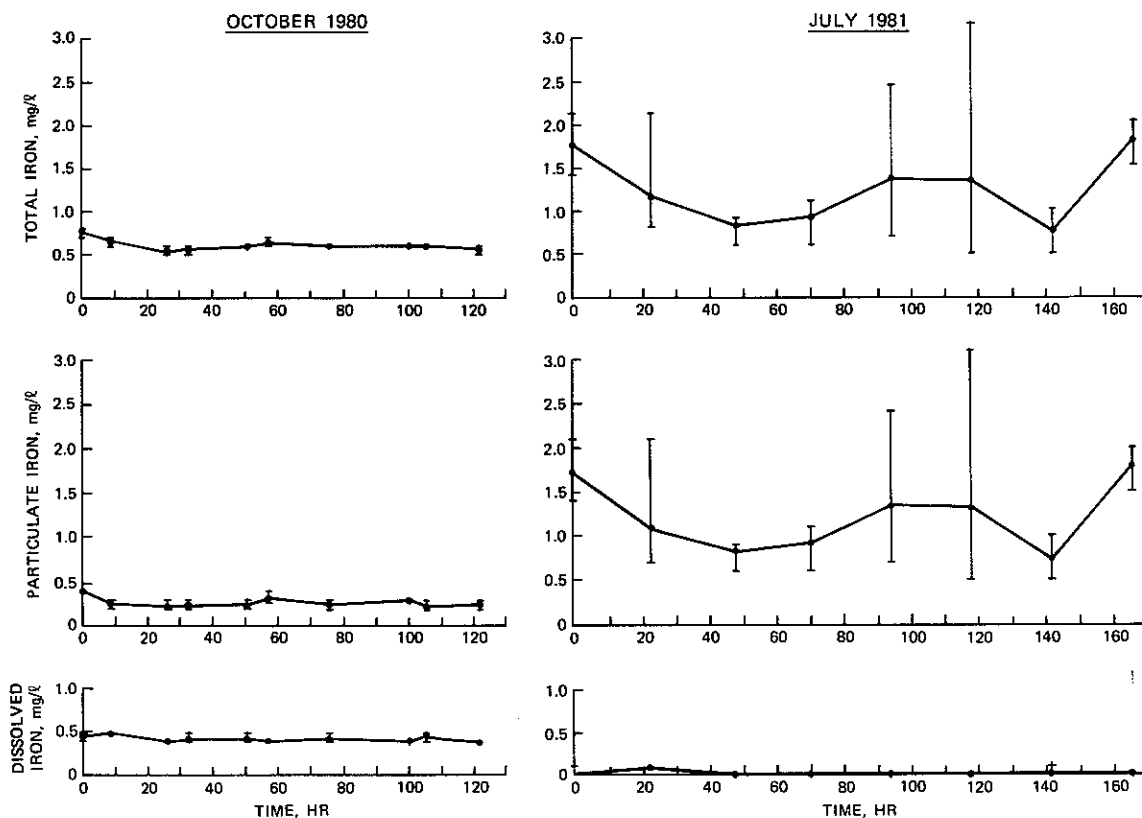 OCTOBER 1980
JULY 1981
TOTAL IRON, mg/ℓ
3.0
2.5
2.0
1.5
1.0
0.5
0
0 20 40 60 80 100 120
3.0
2.5
2.0
1.5
1.0
0.5
0
0 20 40 60 80 100 120 140 160
PARTICULATE IRON, mg/ℓ
3.0
2.5
2.0
1.5
1.0
0.5
0
0 20 40 60 80 100 120
3.0
2.5
2.0
1.5
1.0
0.5
0
0 20 40 60 80 100 120 140 160
DISSOLVED
IRON, mg/ℓ
1.0
0.5
0
0 20 40 60 80 100 120
TIME, HR
1.0
0.5
0
0 20 40 60 80 100 120 140 160
TIME, HR